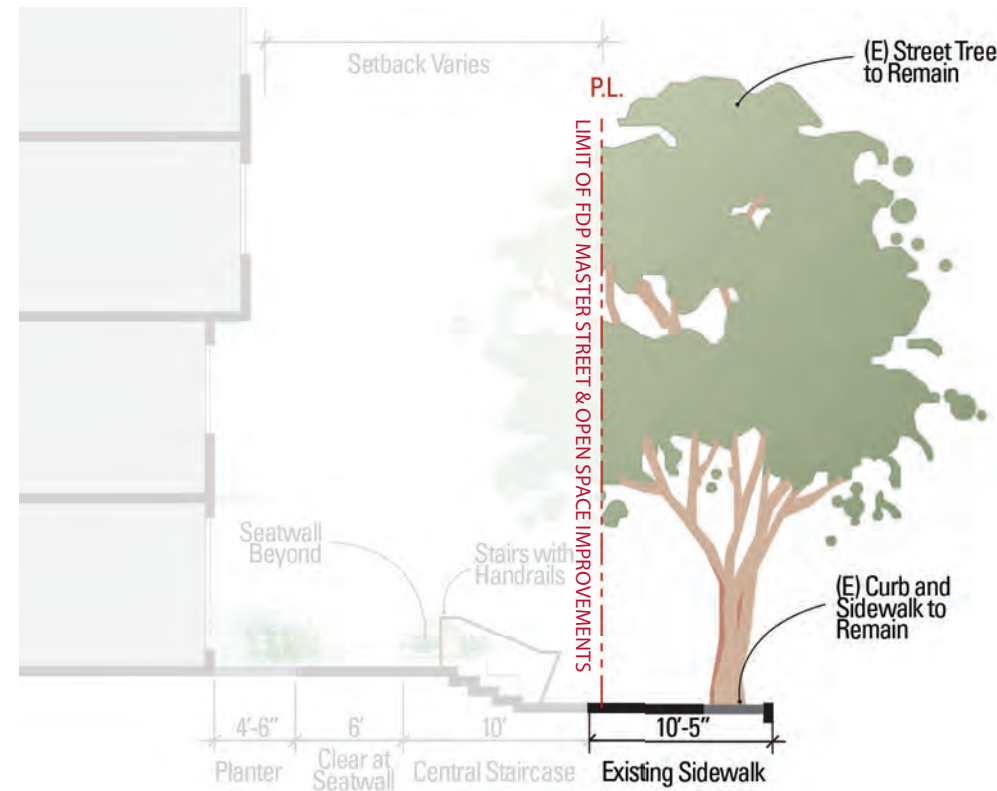 Setback Varies
(E) Street Tree
to Remain
P.L.
LIMIT OF FDP MASTER STREET & OPEN SPACE IMPROVEMENTS
Seatwall
Beyond
Stairs with
Handrails
(E) Curb and
Sidewalk to
Remain
4'-6"
6'
10'
10'-5"
Planter
Clear at
Seatwall
Central Staircase
Existing Sidewalk